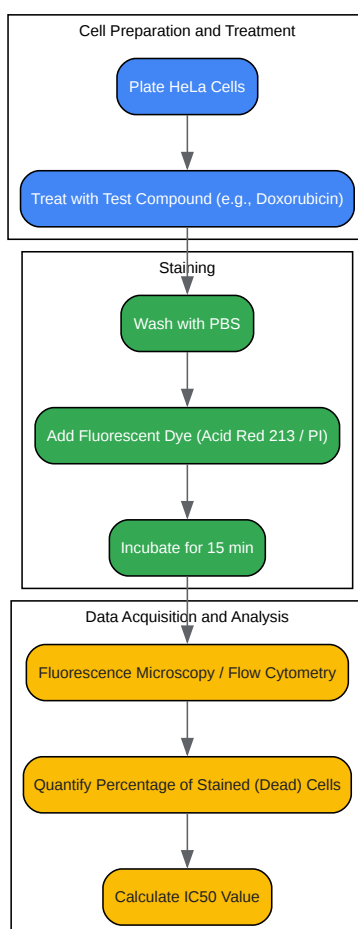 Cell Preparation and Treatment
Plate HeLa Cells
Treat with Test Compound (e.g., Doxorubicin)
Staining
Wash with PBS
Add Fluorescent Dye (Acid Red 213 / PI)
Incubate for 15 min
Data Acquisition and Analysis
Fluorescence Microscopy / Flow Cytometry
Quantify Percentage of Stained (Dead) Cells
Calculate IC50 Value